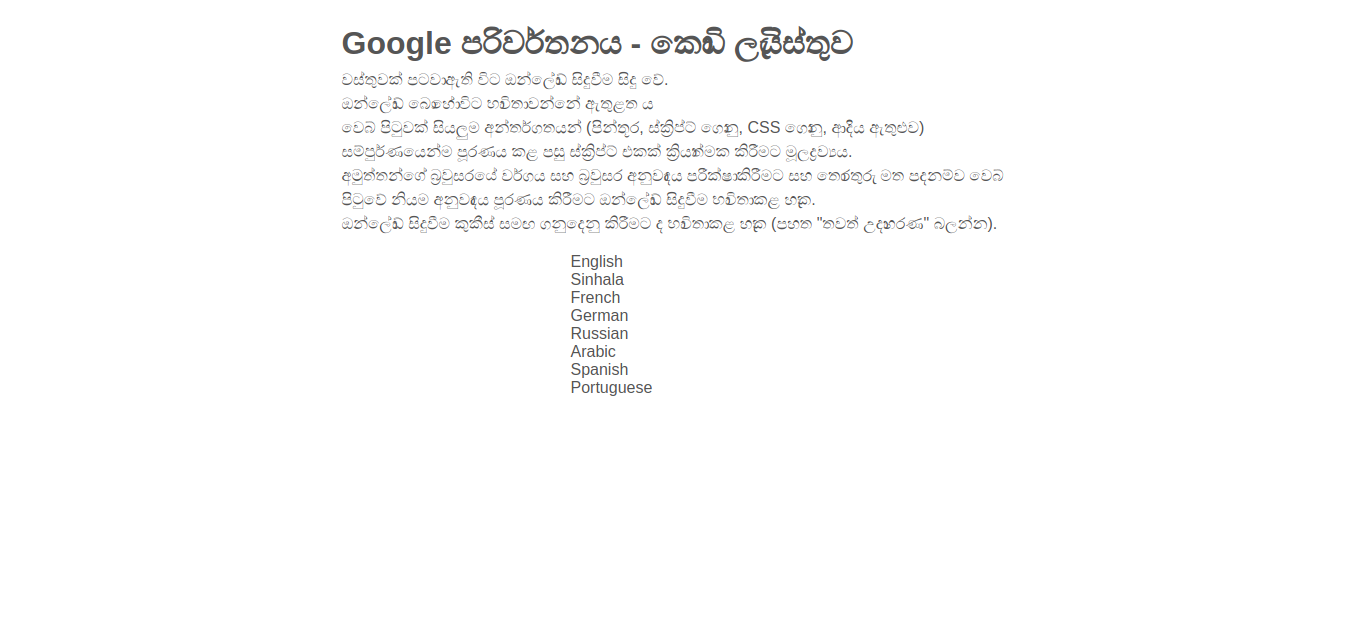 Google පරිවර්තනය - කොඩි ලැයිස්තුව
වස්තුවක් පටවාඇති විට ඔන්ලෝඩ් සිදුවීම සිදු වේ.
ඔන්ලෝඩ් බොහෝවිට භාවිතාවන්නේ ඇතුළත ය
වෙබ් පිටුවක් සියලුම අන්තර්ගතයන් (පින්තූර, ස්ක්‍රිප්ට් ගොනු, CSS ගොනු, ආදිය ඇතුළුව)
සම්පූර්ණයෙන්ම පූරණය කළ පසු ස්ක්‍රිප්ට් එකක් ක්‍රියාත්මක කිරීමට මූලද්‍රව්‍යය.
අමුත්තන්ගේ බ්‍රව්සරයේ වර්ගය සහ බ්‍රව්සර අනුවාදය පරීක්ෂාකිරීමට සහ තොරතුරු මත පදනම්ව වෙබ්
පිටුවේ නියම අනුවාදය පූරණය කිරීමට ඔන්ලෝඩ් සිදුවීම භාවිතාකළ හැක.
ඔන්ලෝඩ් සිදුවීම කුකීස් සමඟ ගනුදෙනු කිරීමට ද භාවිතාකළ හැක (පහත "තවත් උදාහරණ" බලන්න).
English
Sinhala
French
German
Russian
Arabic
Spanish
Portuguese